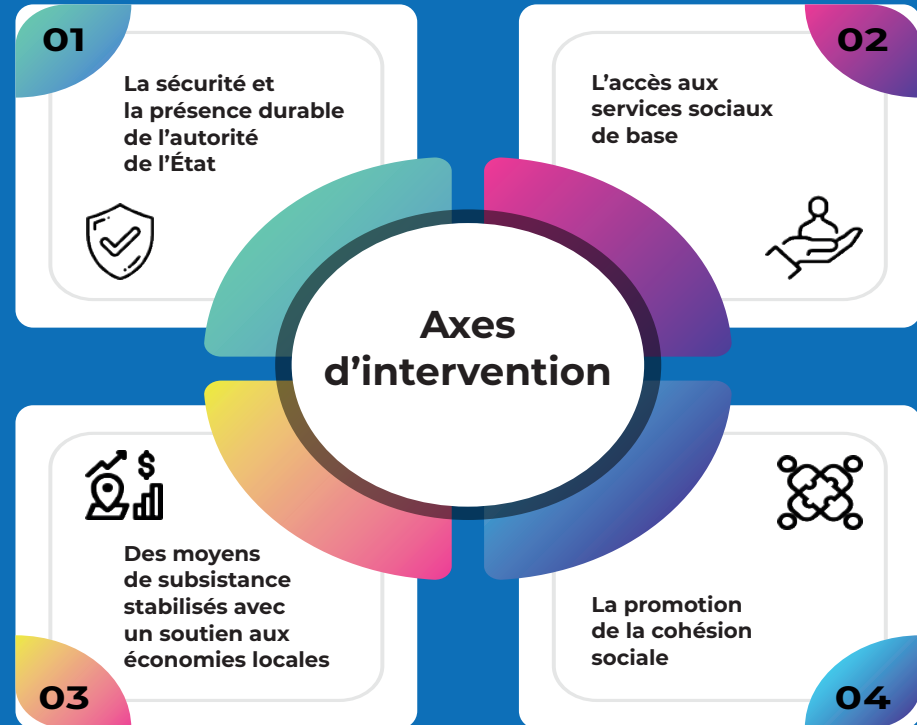 01
La sécurité et
la présence durable
de l'autorité
de l'État
02
L'accès aux
services sociaux
de base
Axes
d'intervention
$
Des moyens
de subsistance
stabilisés avec
un soutien aux
économies locales
03
La promotion
de la cohésion
sociale
04